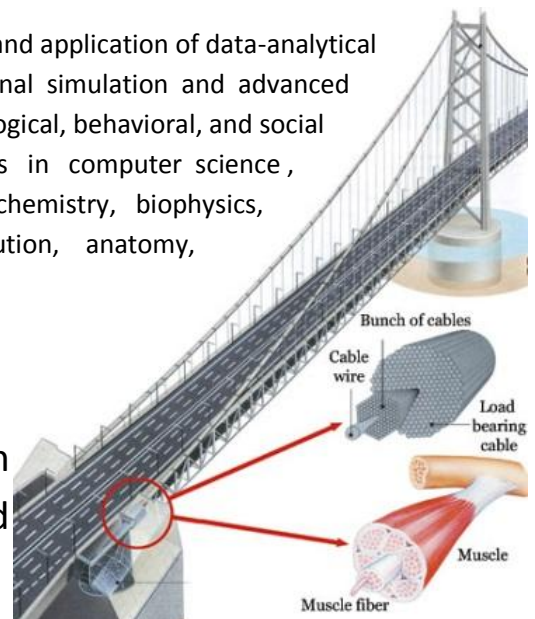 and application of data-analytical
nal simulation and advanced
ogical, behavioral, and social
s in computer science ,
chemistry, biophysics,
ution, anatomy,
Bunch of cables
Cable
wire
Load
bearing
cable
Muscle
Muscle fiber